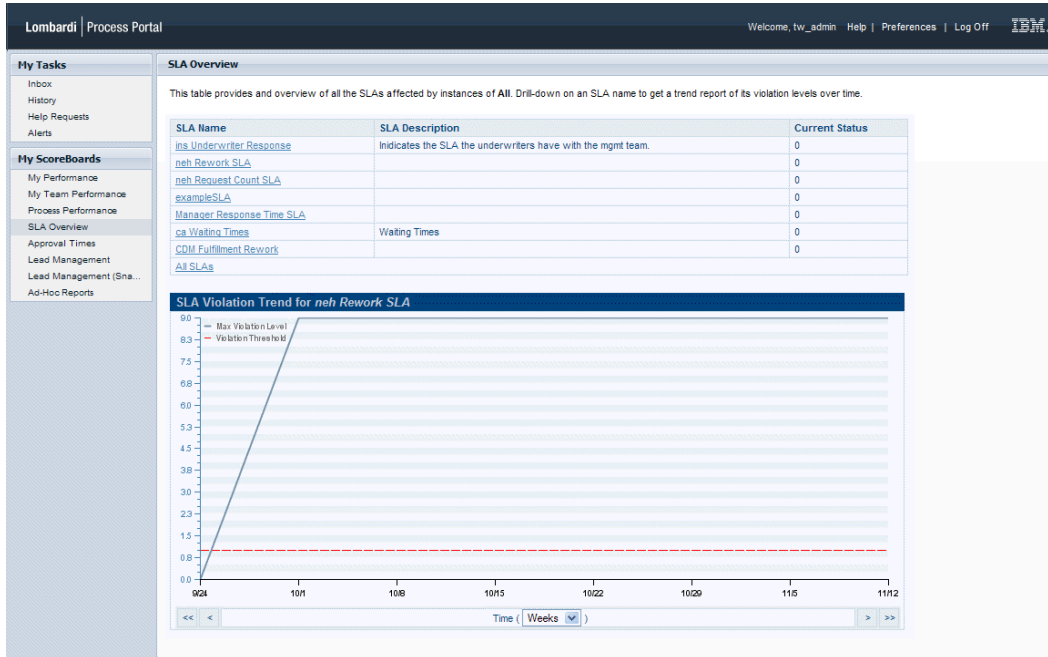 Lombardi | Process Portal
Welcome, tw_admin Help | Preferences | Log Off IBM
My Tasks
Inbox
History
Help Requests
Alerts
My ScoreBoards
My Performance
My Team Performance
Process Performance
SLA Overview
Approval Times
Lead Management
Lead Management (Sna...
Ad-Hoc Reports
SLA Overview
This table provides and overview of all the SLAs affected by instances of All. Drill-down on an SLA name to get a trend report of its violation levels over time.
SLA Name SLA Description Current Status
ins Underwriter Response Inidicates the SLA the underwriters have with the mgmt team. 0
neh Rework SLA 0
neh Request Count SLA 0
exampleSLA 0
Manager Response Time SLA 0
ca Waiting Times Waiting Times 0
CDM Fulfillment Rework 0
All SLAs
SLA Violation Trend for neh Rework SLA
Max Violation Level
Violation Threshold
9.0
8.3
7.5
6.8
6.0
5.3
4.5
3.8
3.0
2.3
1.5
0.8
0.0
9/24 10/1 10/8 10/15 10/22 10/29 11/5 11/12
<< < Time ( Weeks ) > >>